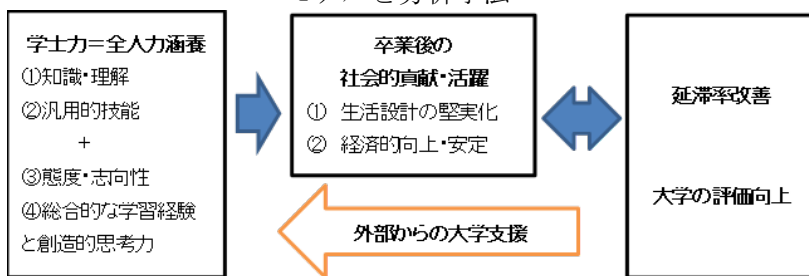 学士力＝全人力涵養
①知識・理解
②汎用的技能
+
③態度・志向性
④総合的な学習経験
と創造的思考力
卒業後の
社会的貢献・活躍
① 生活設計の堅実化
② 経済的向上・安定
延滞率改善
大学の評価向上
外部からの大学支援